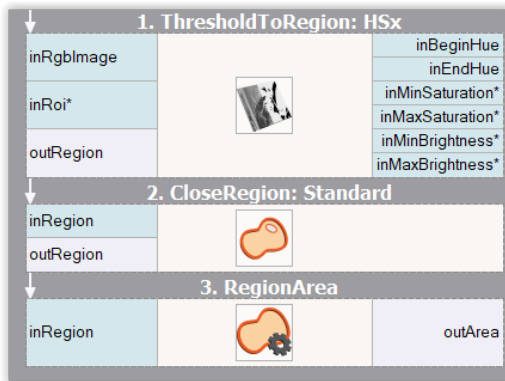 1. ThresholdToRegion: HSx
inRgbImage
inRoi*
outRegion
inBeginHue
inEndHue
inMinSaturation*
inMaxSaturation*
inMinBrightness*
inMaxBrightness*
2. CloseRegion: Standard
inRegion
outRegion
3. RegionArea
inRegion
outArea